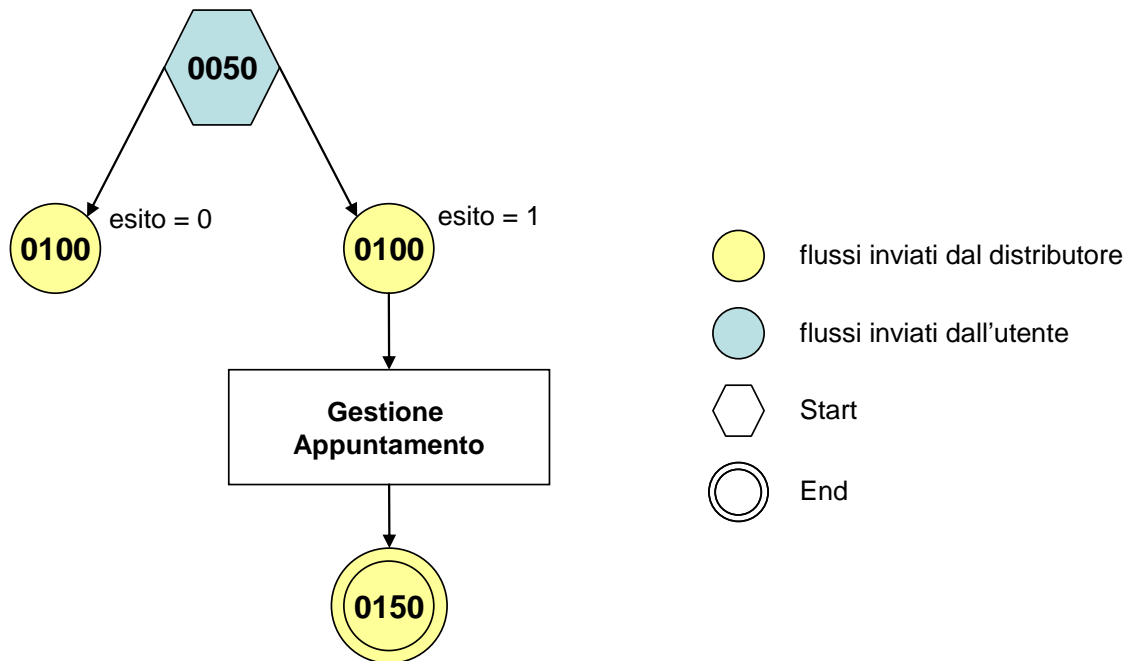 0050
esito = 0
esito = 1
0100
0100
Gestione
Appuntamento
0150
flussi inviati dal distributore
flussi inviati dall'utente
Start
End